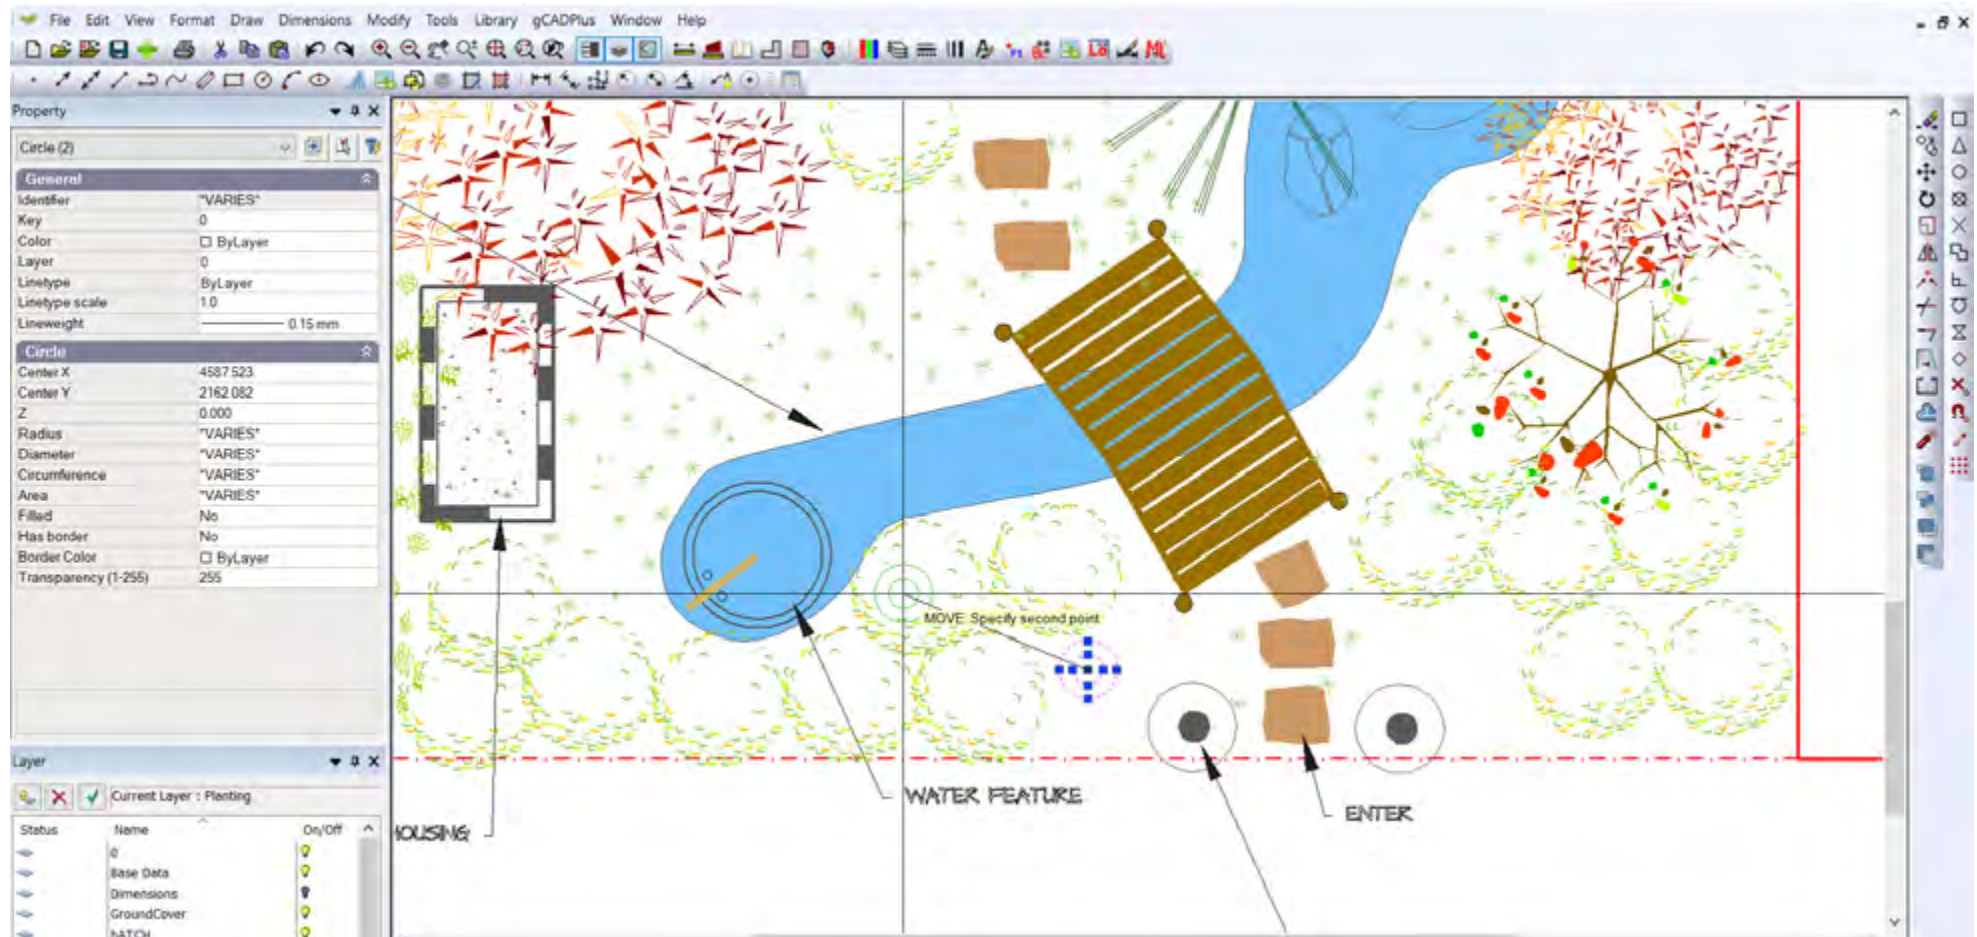 File Edit View Format Draw Dimensions Modify Tools Library gCADPlus Window Help
Property
Circle (2)
General
Identifier *VARIES*
Key 0
Color ByLayer
Layer 0
Linetype ByLayer
Linetype scale 1.0
Lineweight 0.15 mm
Circle
Center X 4587.523
Center Y 2162.082
Z 0.000
Radius *VARIES*
Diameter *VARIES*
Circumference *VARIES*
Area *VARIES*
Filled No
Has border No
Border Color ByLayer
Transparency (1-255) 255
MOVE: Specify second point
WATER FEATURE
ENTER
HOUSING
Layer
Current Layer : Planting
Status Name On/Off
0
Base Data
Dimensions
GroundCover